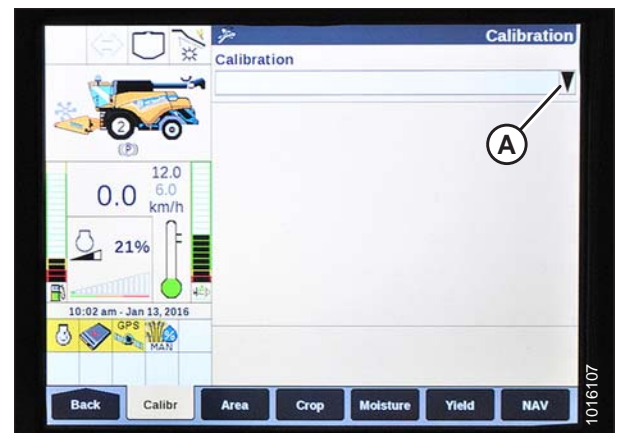 Calibration
Calibration
A
2
(P)
12.0
0.0 6.0
km/h
21%
F
10:02 am - Jan 13, 2016
GPS
MAN
Back Calibr Area Crop Moisture Yield NAV
1016107